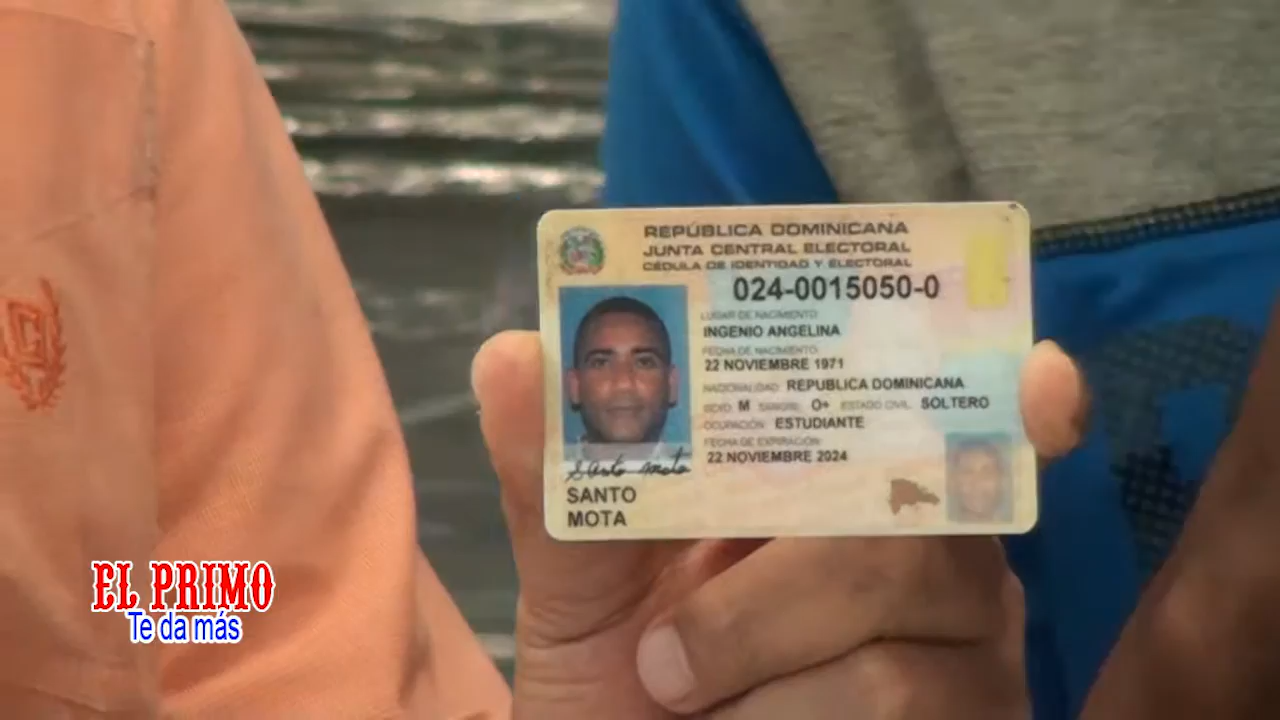 REPÚBLICA DOMINICANA
JUNTA CENTRAL ELECTORAL
CÉDULA DE IDENTIDAD Y ELECTORAL
024-0015050-0
LUGAR DE NACIMIENTO:
INGENIO ANGELINA
FECHA DE NACIMIENTO:
22 NOVIEMBRE 1971
NACIONALIDAD: REPUBLICA DOMINICANA
SEXO: M SANGRE: O+ ESTADO CIVIL: SOLTERO
OCUPACIÓN: ESTUDIANTE
FECHA DE EXPIRACIÓN:
22 NOVIEMBRE 2024
Santo Mota
SANTO
MOTA
EL PRIMO
Te da más